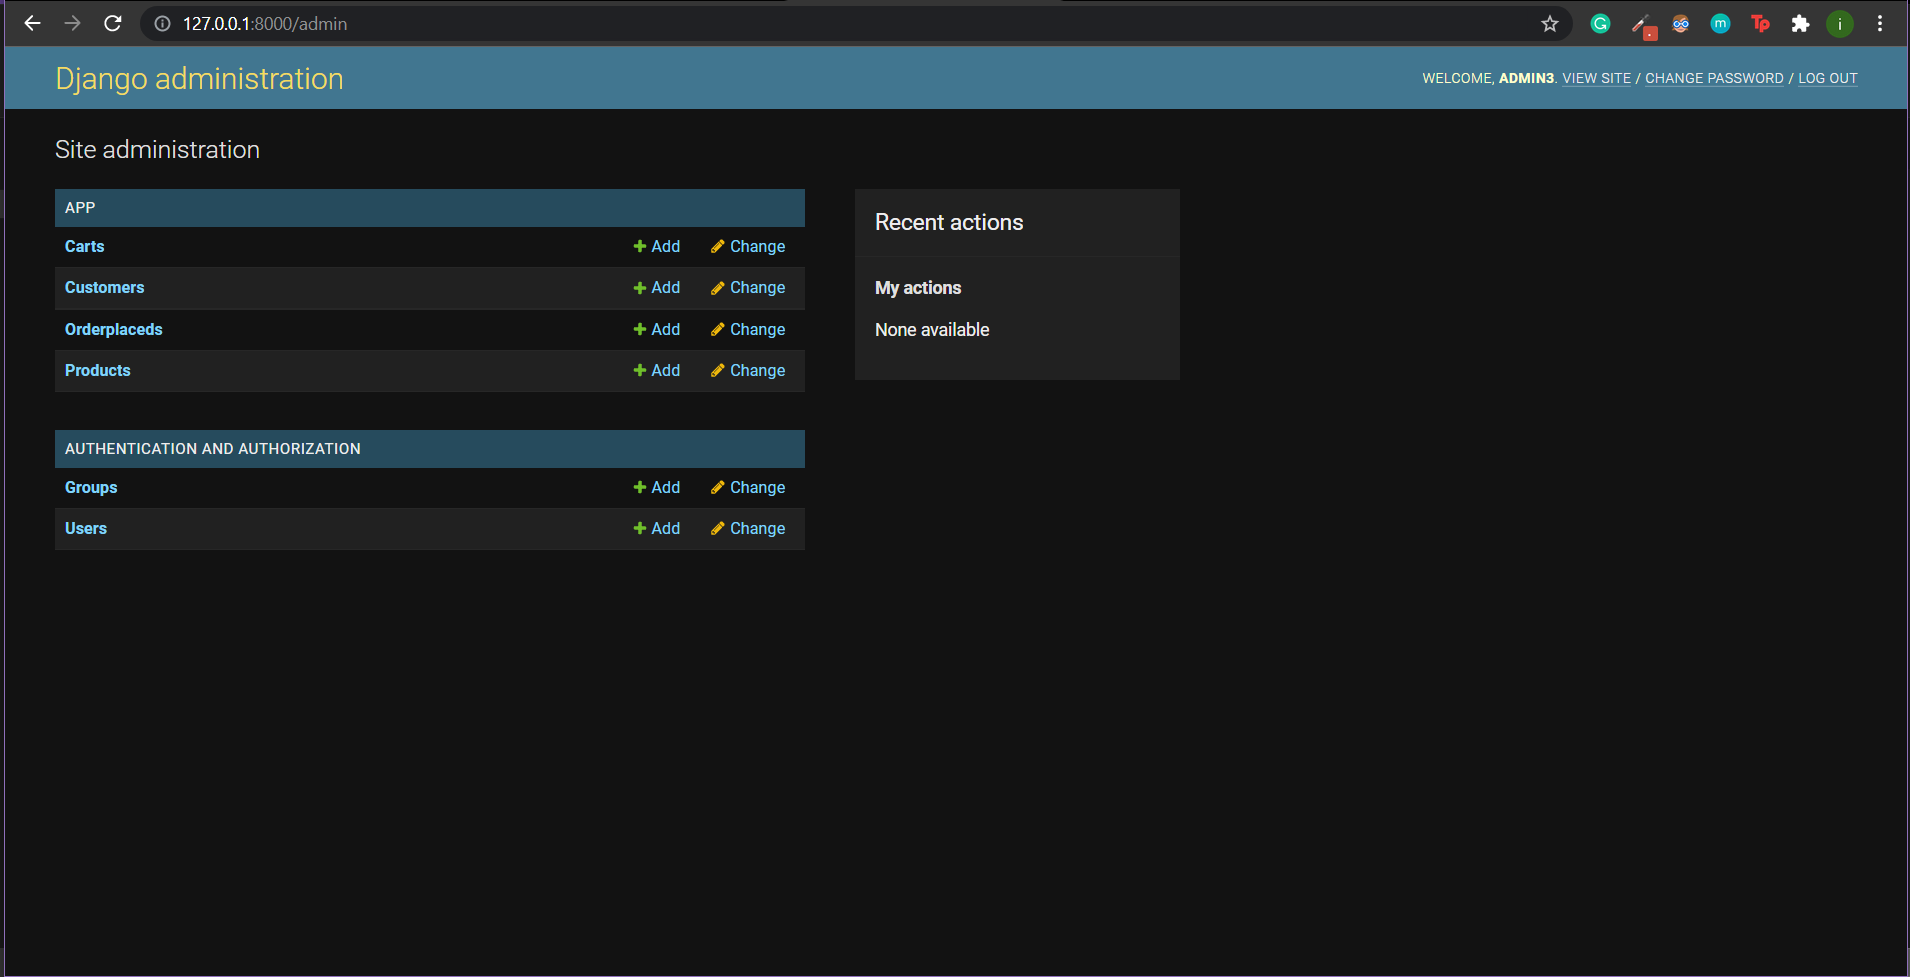 127.0.0.1:8000/admin
G m Tp i
Django administration
WELCOME, ADMIN3. VIEW SITE / CHANGE PASSWORD / LOG OUT
Site administration
APP
Carts Add Change
Customers Add Change
Orderplaceds Add Change
Products Add Change
AUTHENTICATION AND AUTHORIZATION
Groups Add Change
Users Add Change
Recent actions
My actions
None available